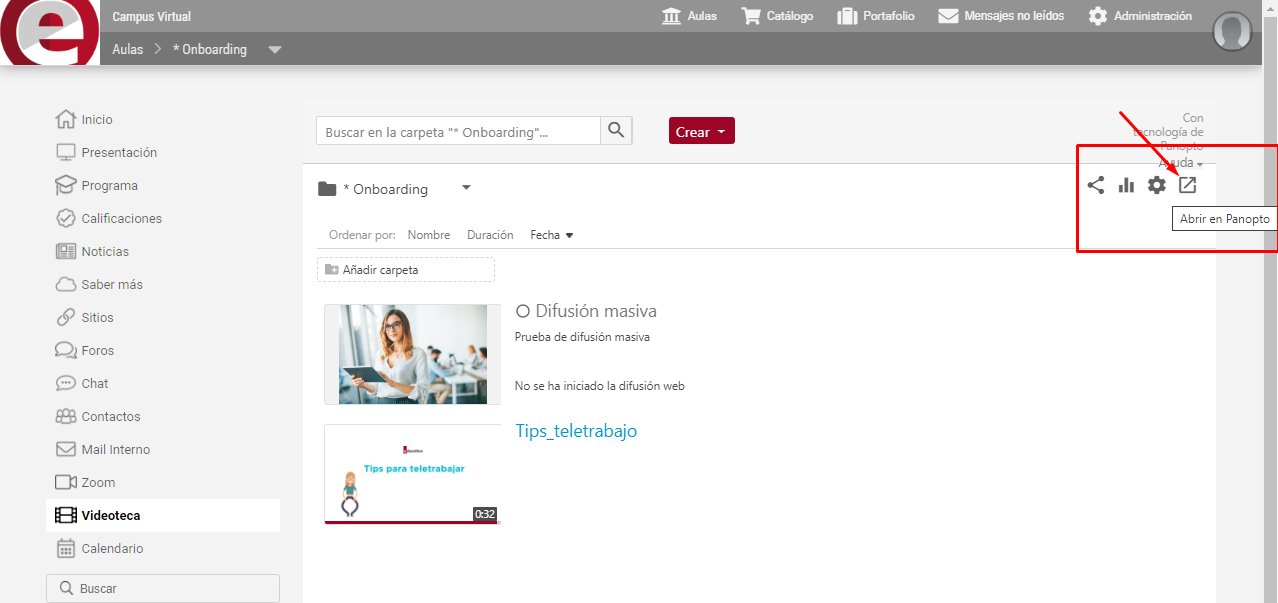 Campus Virtual
Aulas
Catálogo
Portafolio
Mensajes no leídos
Administración
Aulas
* Onboarding
Inicio
Presentación
Programa
Calificaciones
Noticias
Saber más
Sitios
Foros
Chat
Contactos
Mail Interno
Zoom
Videoteca
Calendario
Buscar
Buscar en la carpeta "* Onboarding"...
Crear
Con
tecnología de
Panopto
Ayuda
* Onboarding
Abrir en Panopto
Ordenar por: Nombre Duración Fecha
Añadir carpeta
Difusión masiva
Prueba de difusión masiva
No se ha iniciado la difusión web
Tips_teletrabajo
Tips para teletrabajar
0:32